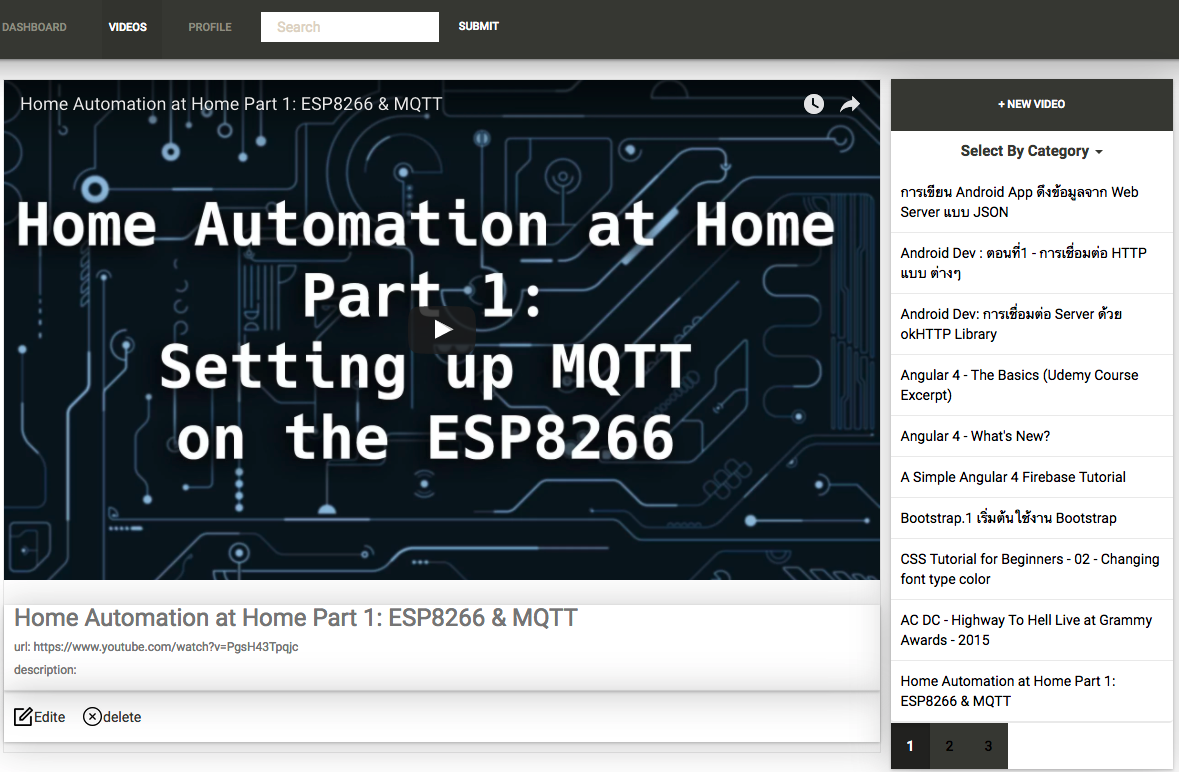 DASHBOARD VIDEOS PROFILE Search SUBMIT
Home Automation at Home Part 1: ESP8266 & MQTT
Home Automation at Home
Part 1:
Setting up MQTT
on the ESP8266
Home Automation at Home Part 1: ESP8266 & MQTT
url: https://www.youtube.com/watch?v=PgsH43Tpqjc
description:
Edite delete
+ NEW VIDEO
Select By Category
การเขียน Android App ดึงข้อมูลจาก Web
Server แบบ JSON
Android Dev : ตอนที่1 - การเชื่อมต่อ HTTP
แบบ ต่างๆ
Android Dev: การเชื่อมต่อ Server ด้วย
okHTTP Library
Angular 4 - The Basics (Udemy Course
Excerpt)
Angular 4 - What's New?
A Simple Angular 4 Firebase Tutorial
Bootstrap.1 เริ่มต้นใช้งาน Bootstrap
CSS Tutorial for Beginners - 02 - Changing
font type color
AC DC - Highway To Hell Live at Grammy
Awards - 2015
Home Automation at Home Part 1:
ESP8266 & MQTT
1 2 3